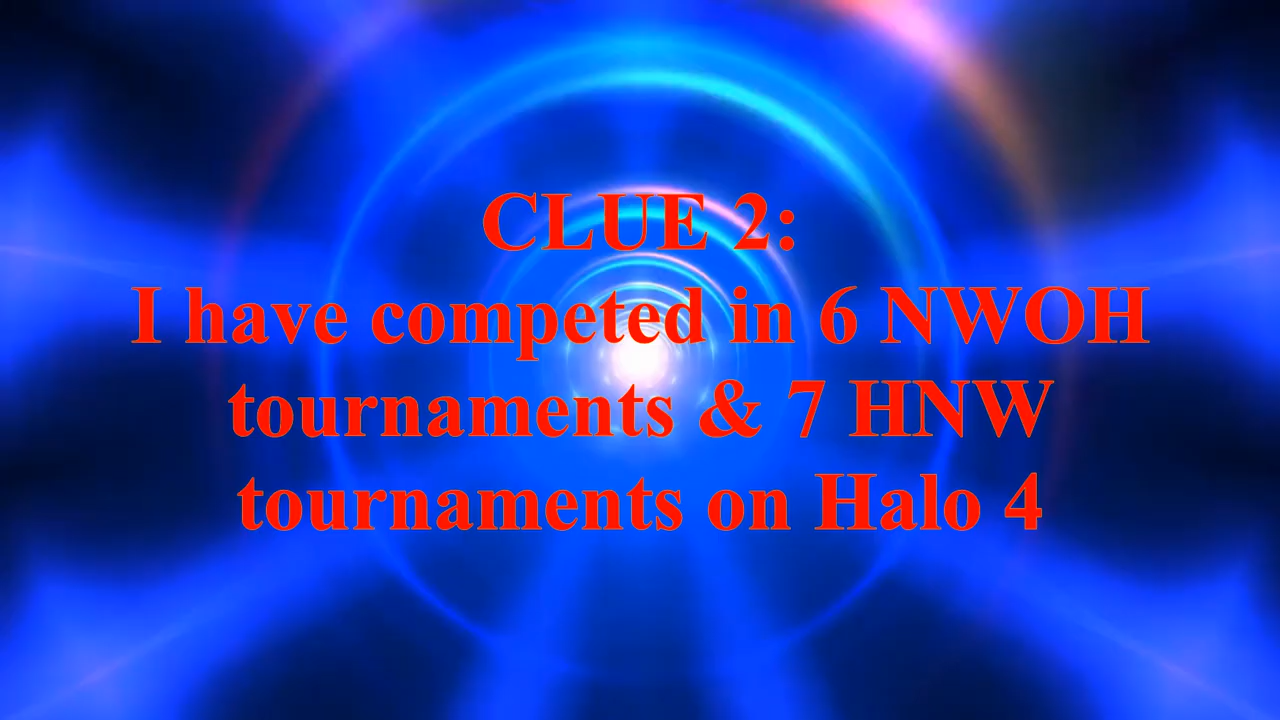 CLUE 2:
I have competed in 6 NWOH
tournaments & 7 HNW
tournaments on Halo 4